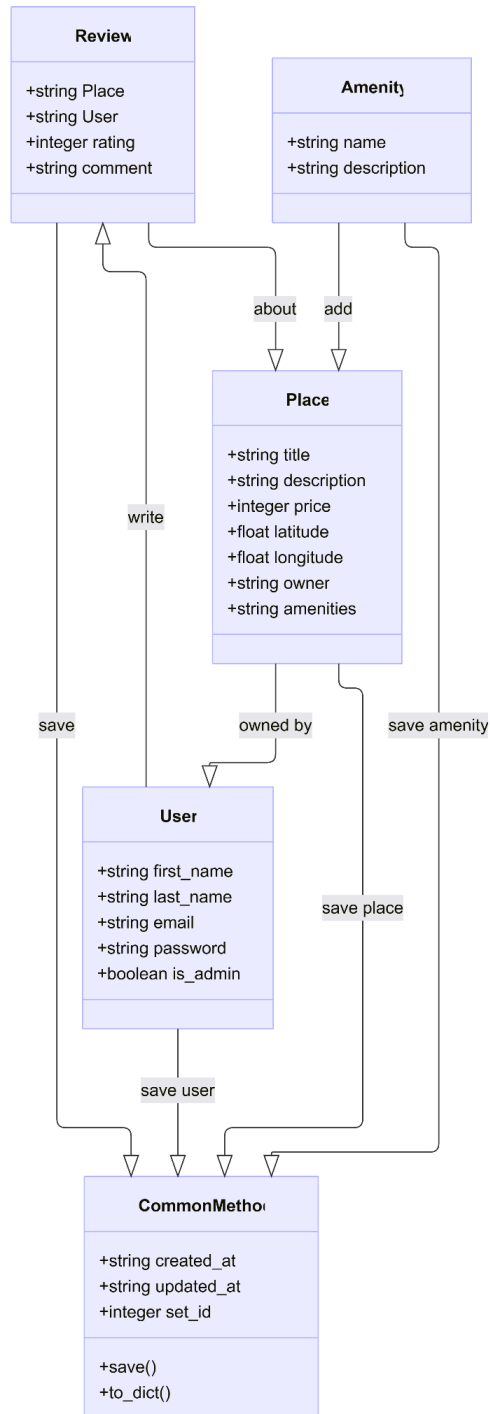 Review
+string Place
+string User
+integer rating
+string comment
Amenity
+string name
+string description
about
add
Place
+string title
+string description
+integer price
+float latitude
+float longitude
+string owner
+string amenities
write
save
owned by
save amenity
User
+string first_name
+string last_name
+string email
+string password
+boolean is_admin
save place
save user
CommonMetho
+string created_at
+string updated_at
+integer set_id
+save()
+to_dict()